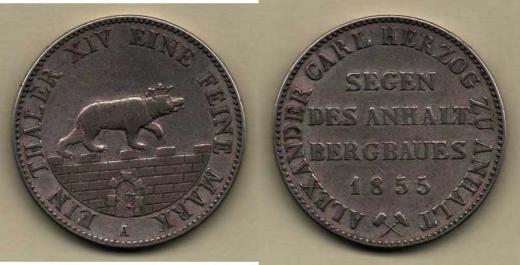 EIN THALER XIV EINE FEINE MARK
A
ALEXANDER CARL HERZOG ZU ANHALT
SEGEN
DES ANHALT
BERGBAUES
1855